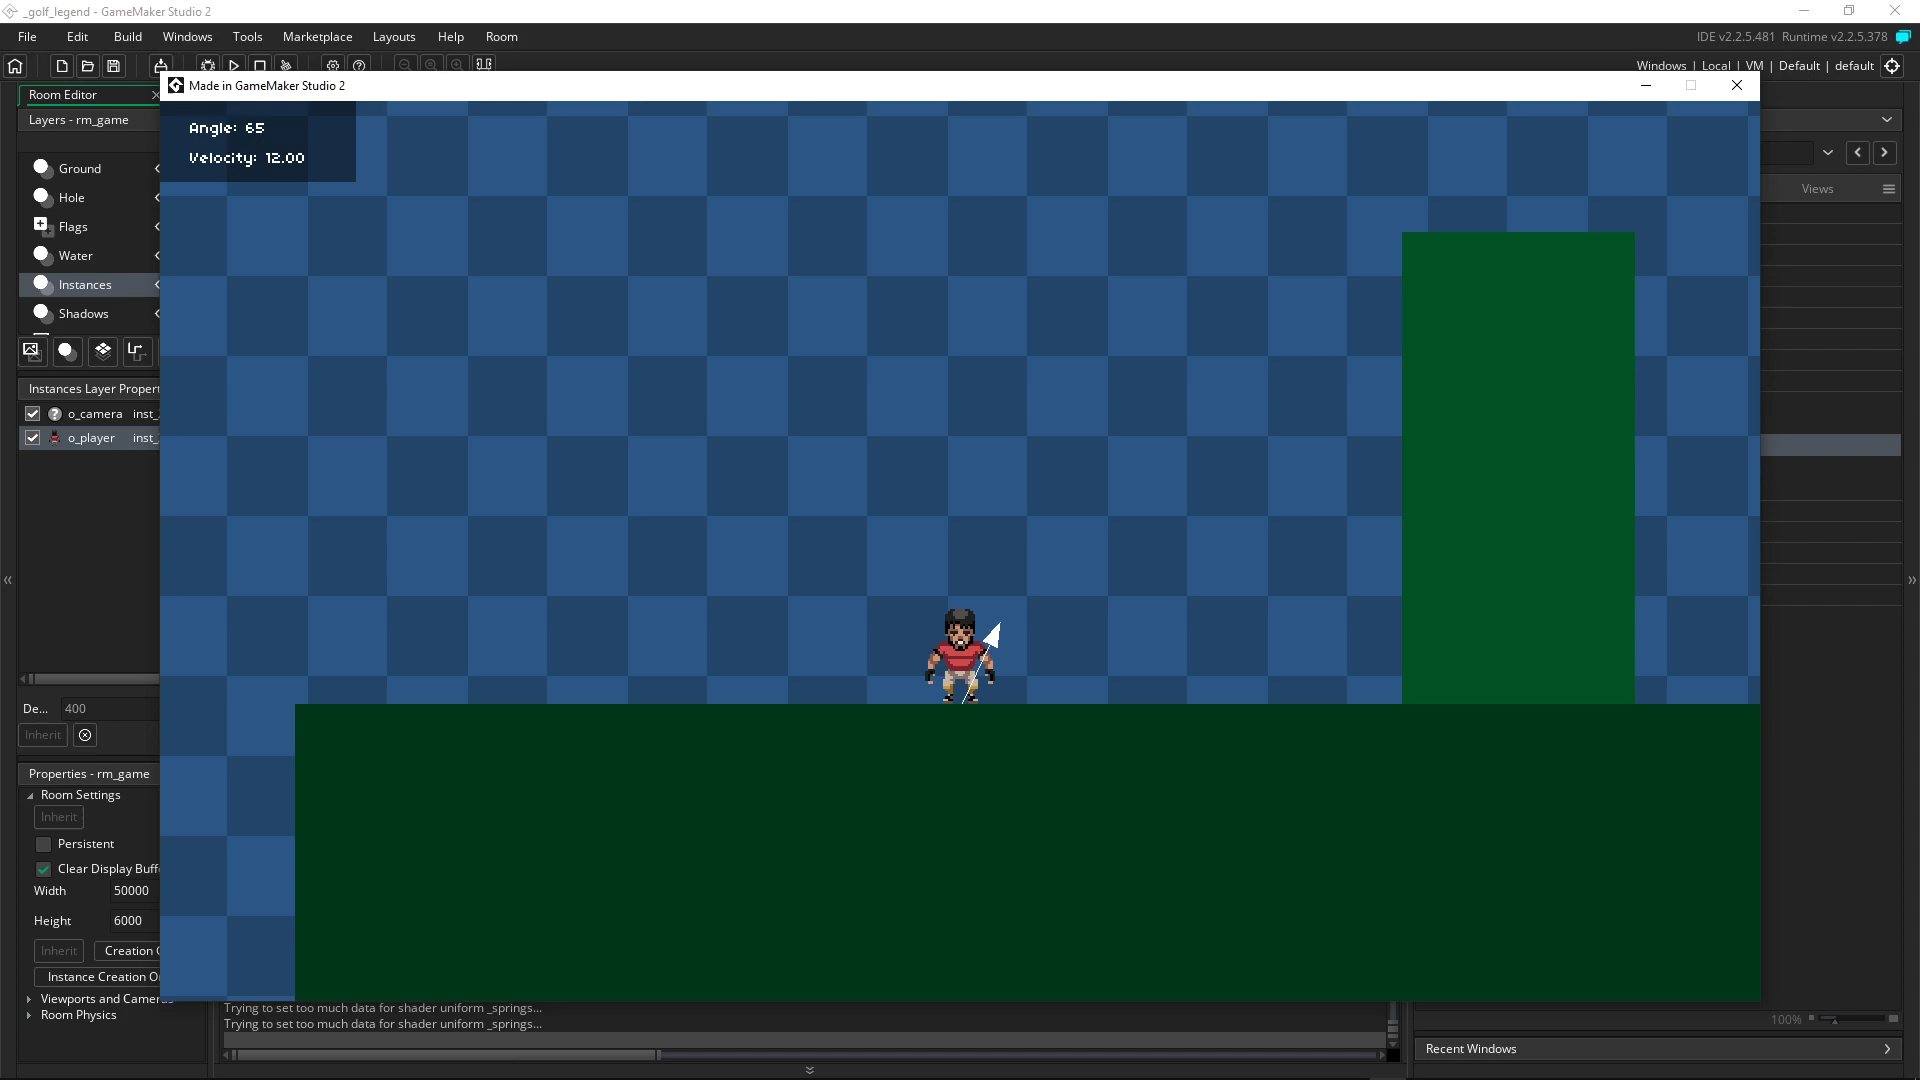 _golf_legend - GameMaker Studio 2
File Edit Build Windows Tools Marketplace Layouts Help Room
IDE v2.2.5.481 Runtime v2.2.5.378
Windows | Local | VM | Default | default
Room Editor
Made in GameMaker Studio 2
Layers - rm_game
Angle: 65
Velocity: 12.00
Ground
Hole
Flags
Water
Instances
Shadows
Views
Instances Layer Propert
o_camera inst_
o_player inst_
De... 400
Inherit
Properties - rm_game
Room Settings
Inherit
Persistent
Clear Display Buff
Width 50000
Height 6000
Inherit Creation
Instance Creation O
Viewports and Cameras
Room Physics
Trying to set too much data for shader uniform _springs...
Trying to set too much data for shader uniform _springs...
100%
Recent Windows